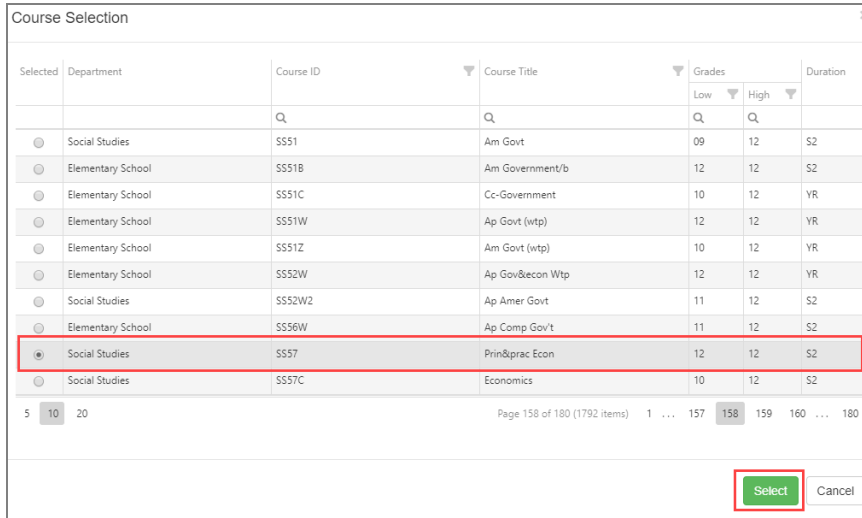 Course Selection
Selected Department Course ID Course Title Grades Duration
Low High
Social Studies SS51 Am Govt 09 12 S2
Elementary School SS51B Am Government/b 12 12 S2
Elementary School SS51C Cc-Government 10 12 YR
Elementary School SS51W Ap Govt (wtp) 12 12 YR
Elementary School SS51Z Am Govt (wtp) 10 12 YR
Elementary School SS52W Ap Gov&econ Wtp 12 12 YR
Social Studies SS52W2 Ap Amer Govt 11 12 S2
Elementary School SS56W Ap Comp Gov't 11 12 S2
Social Studies SS57 Prin&prac Econ 12 12 S2
Social Studies SS57C Economics 10 12 S2
5 10 20 Page 158 of 180 (1792 items) 1 ... 157 158 159 160 ... 180
Select Cancel